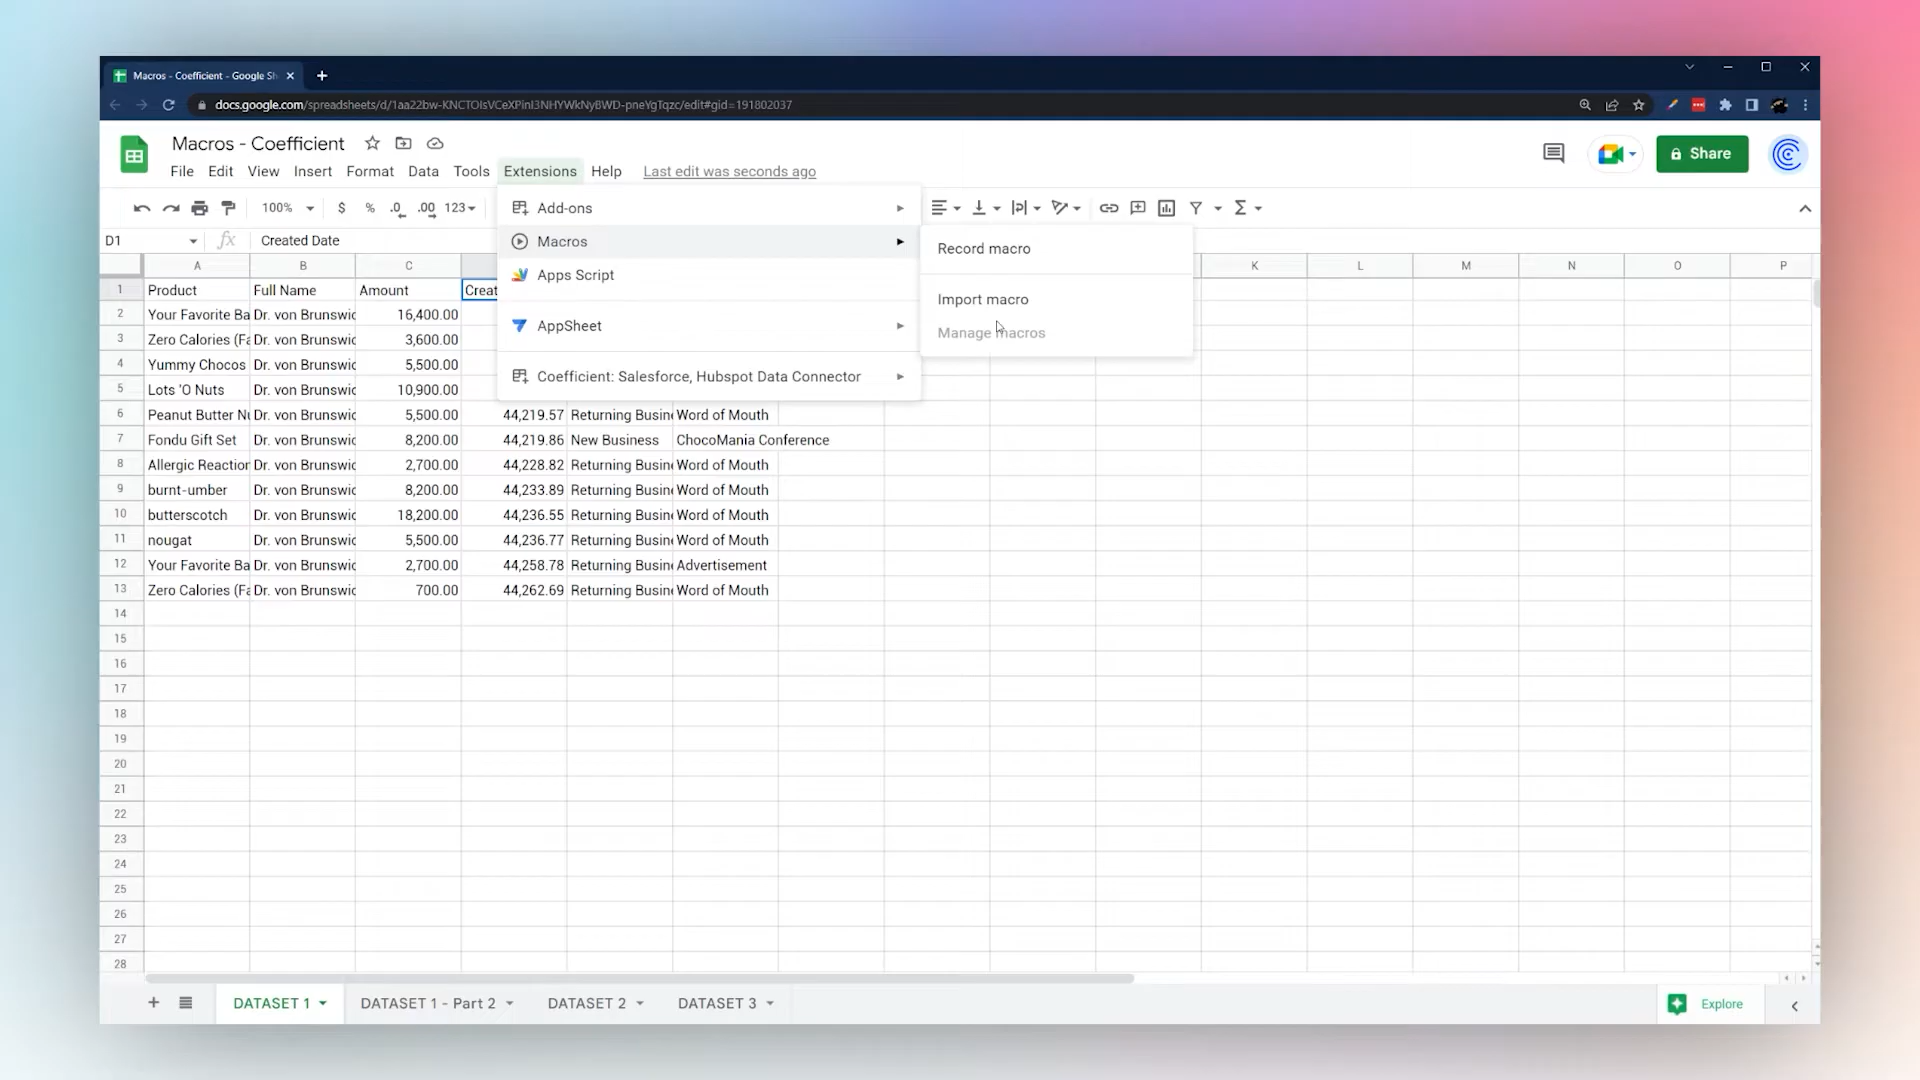 Macros - Coefficient - Google Sh
docs.google.com/spreadsheets/d/1aa22bw-KNCTOIsVCeXPinI3NHYWkNyBWD-pneYgTqzc/edit#gid=191802037
Macros - Coefficient
File Edit View Insert Format Data Tools Extensions Help Last edit was seconds ago
Share
100% $ % .0 .00 123
Add-ons
Macros
Apps Script
AppSheet
Coefficient: Salesforce, Hubspot Data Connector
Record macro
Import macro
Manage macros
D1 fx Created Date
A B C K L M N O P
1 Product Full Name Amount Creat
2 Your Favorite Ba Dr. von Brunswic 16,400.00
3 Zero Calories (Fa Dr. von Brunswic 3,600.00
4 Yummy Chocos Dr. von Brunswic 5,500.00
5 Lots 'O Nuts Dr. von Brunswic 10,900.00
6 Peanut Butter Nu Dr. von Brunswic 5,500.00 44,219.57 Returning Busine Word of Mouth
7 Fondu Gift Set Dr. von Brunswic 8,200.00 44,219.86 New Business ChocoMania Conference
8 Allergic Reaction Dr. von Brunswic 2,700.00 44,228.82 Returning Busine Word of Mouth
9 burnt-umber Dr. von Brunswic 8,200.00 44,233.89 Returning Busine Word of Mouth
10 butterscotch Dr. von Brunswic 18,200.00 44,236.55 Returning Busine Word of Mouth
11 nougat Dr. von Brunswic 5,500.00 44,236.77 Returning Busine Word of Mouth
12 Your Favorite Ba Dr. von Brunswic 2,700.00 44,258.78 Returning Busine Advertisement
13 Zero Calories (Fa Dr. von Brunswic 700.00 44,262.69 Returning Busine Word of Mouth
14
15
16
17
18
19
20
21
22
23
24
25
26
27
28
DATASET 1 DATASET 1 - Part 2 DATASET 2 DATASET 3 Explore